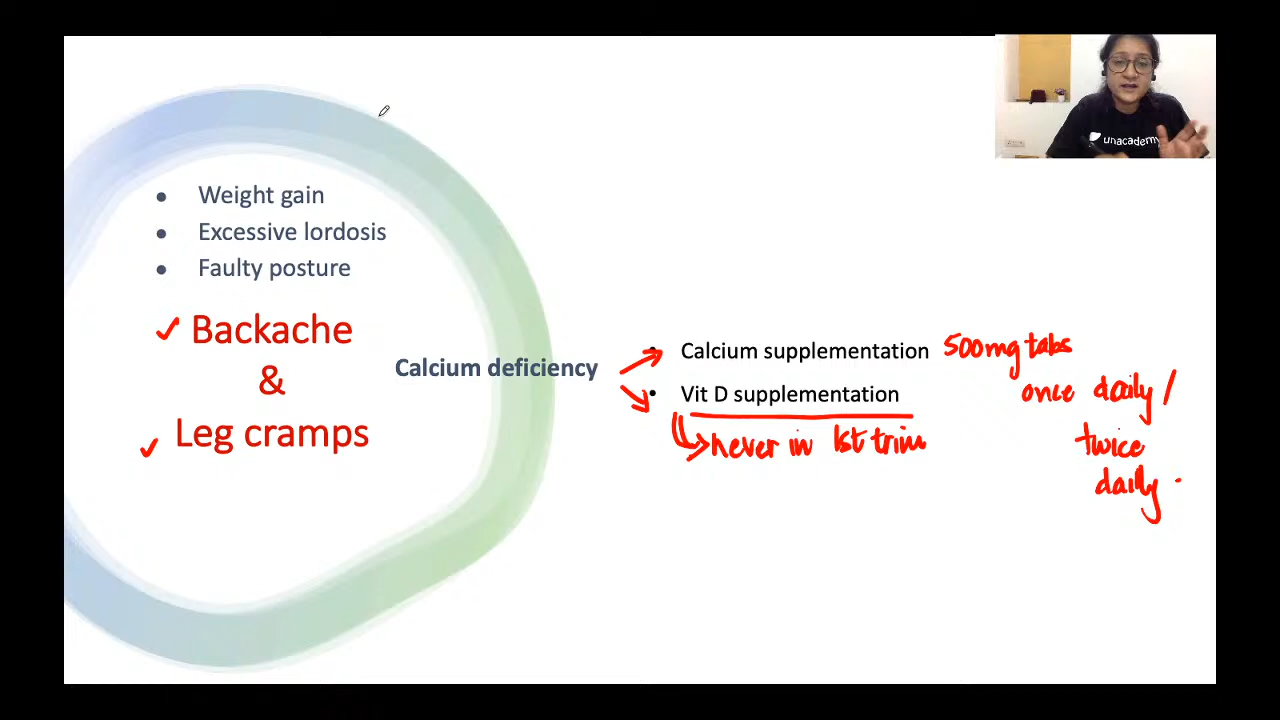 unacademy
• Weight gain
• Excessive lordosis
• Faulty posture
✓ Backache
&
✓ Leg cramps
Calcium deficiency
• Calcium supplementation 500mg tabs
once daily /
twice
daily.
• Vit D supplementation
never in 1st trim